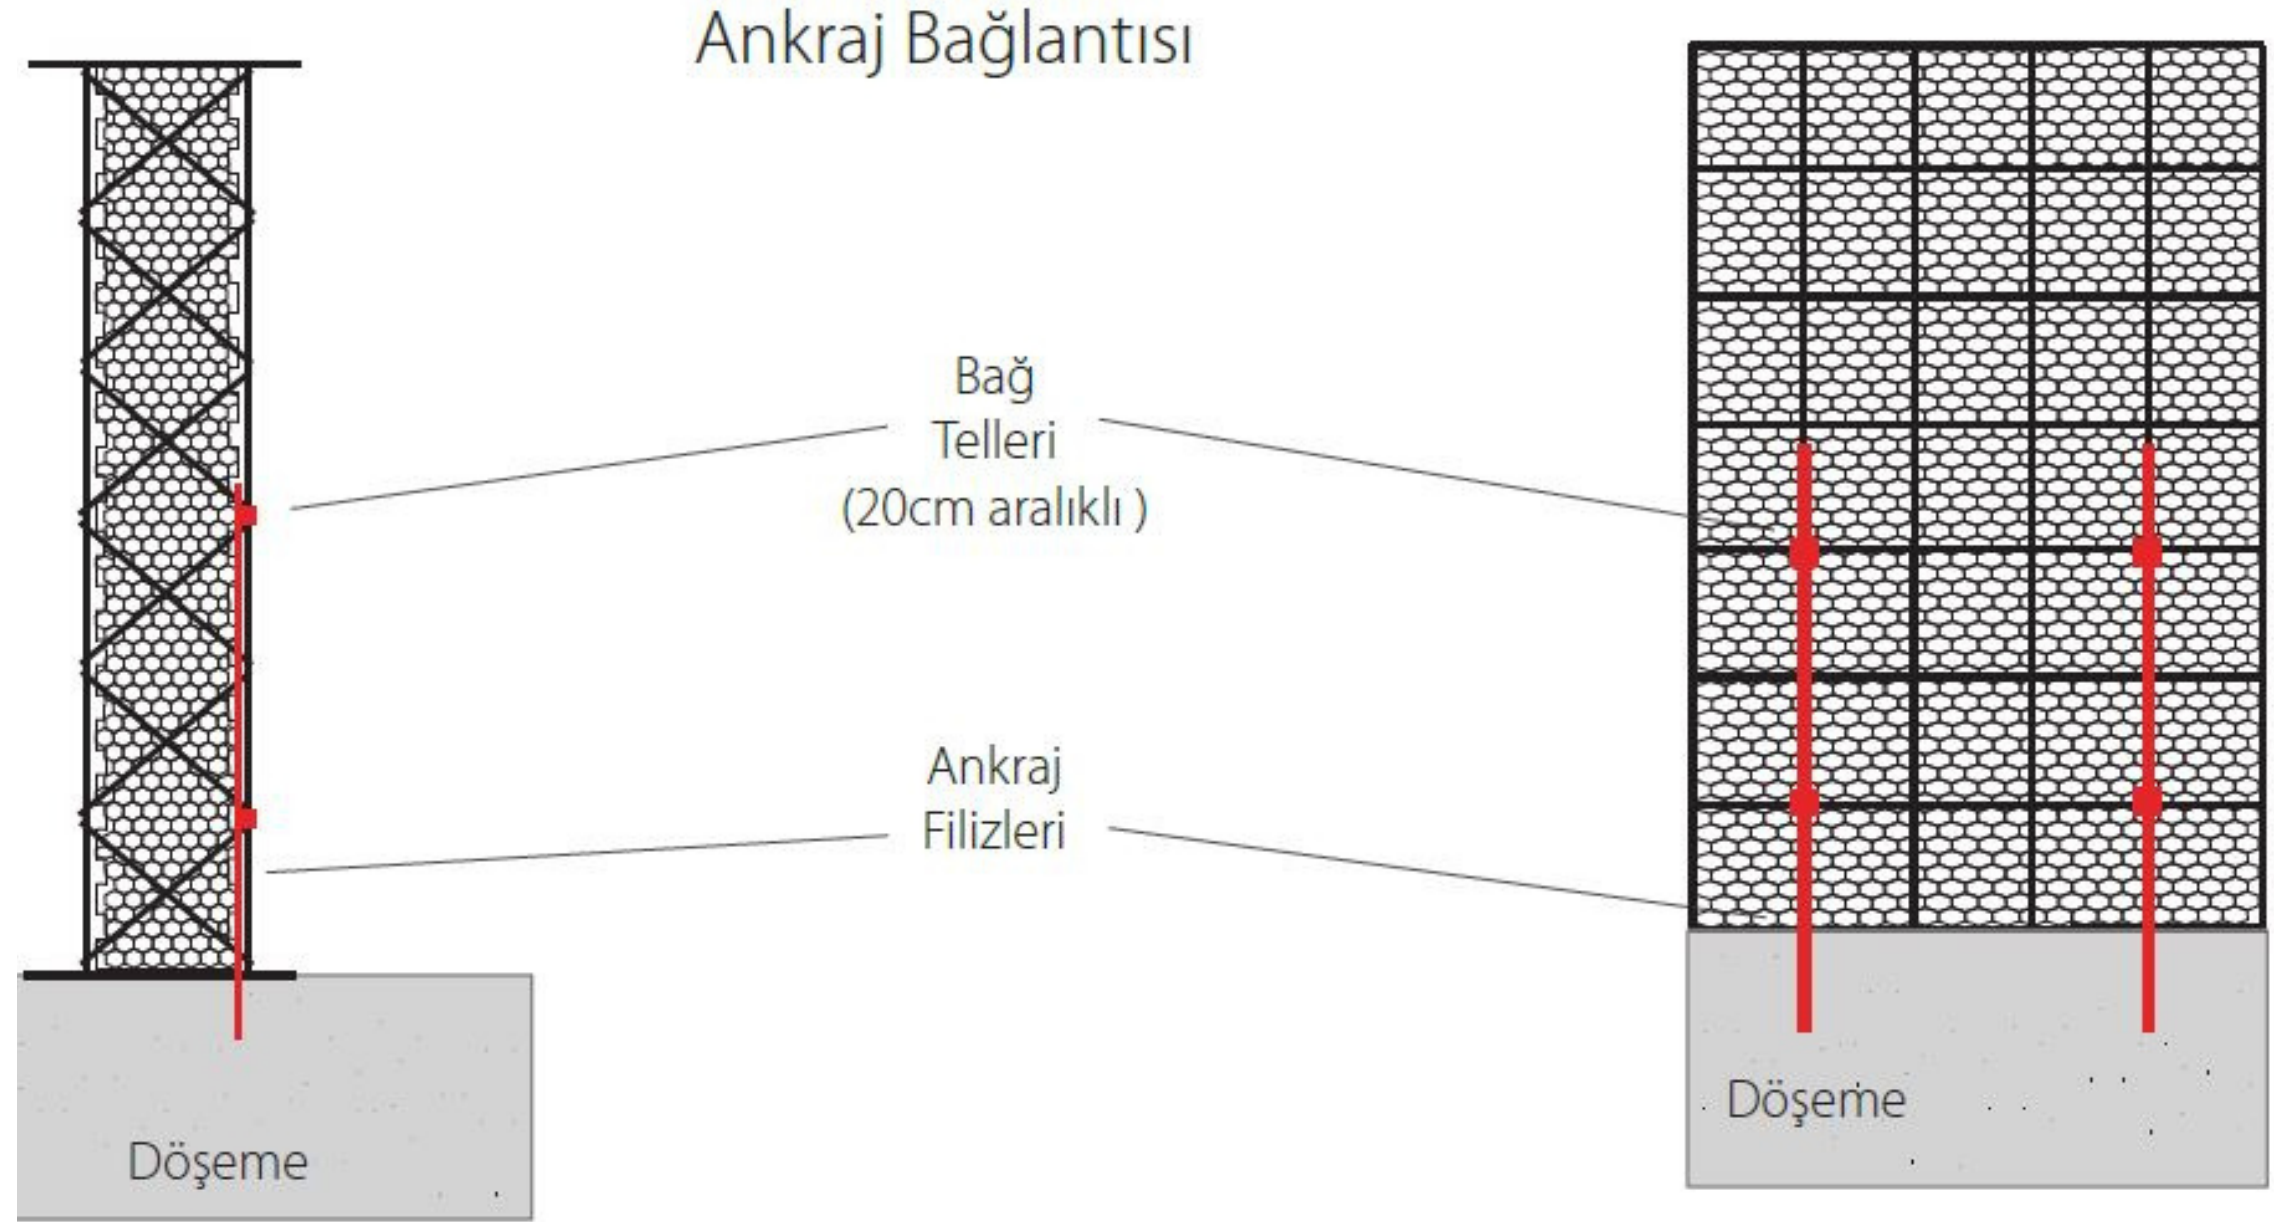 Ankraj Bağlantısı
Bağ
Telleri
(20cm aralıklı )
Ankraj
Filizleri
Döşeme
Döşeme